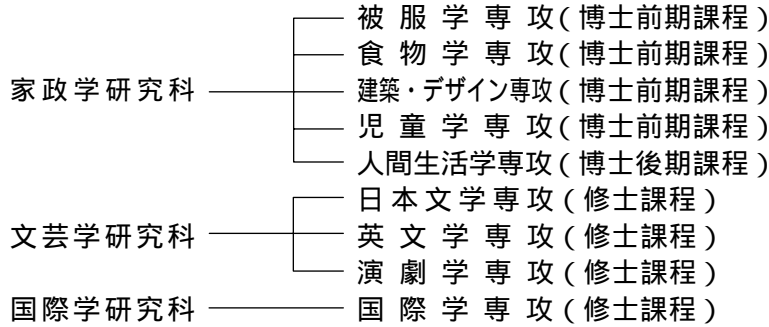 被服学専攻(博士前期課程)
食物学専攻(博士前期課程)
家政学研究科 建築・デザイン専攻(博士前期課程)
児童学専攻(博士前期課程)
人間生活学専攻(博士後期課程)
日本文学専攻(修士課程)
文芸学研究科 英文学専攻(修士課程)
演劇学専攻(修士課程)
国際学研究科 国際学専攻(修士課程)